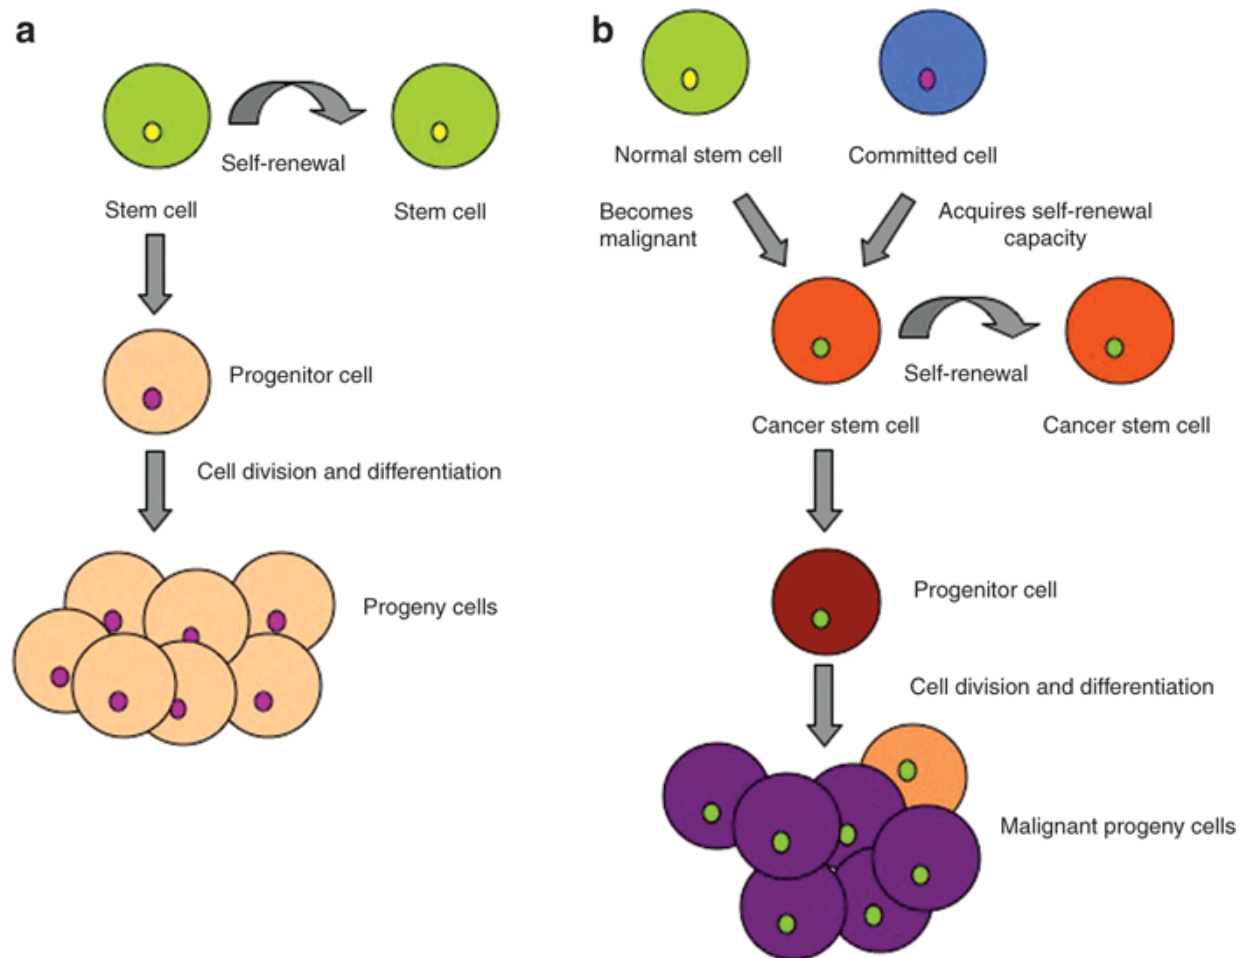 a
Self-renewal
Stem cell
Stem cell
Progenitor cell
Cell division and differentiation
Progeny cells
b
Normal stem cell
Committed cell
Becomes
malignant
Acquires self-renewal
capacity
Self-renewal
Cancer stem cell
Cancer stem cell
Progenitor cell
Cell division and differentiation
Malignant progeny cells